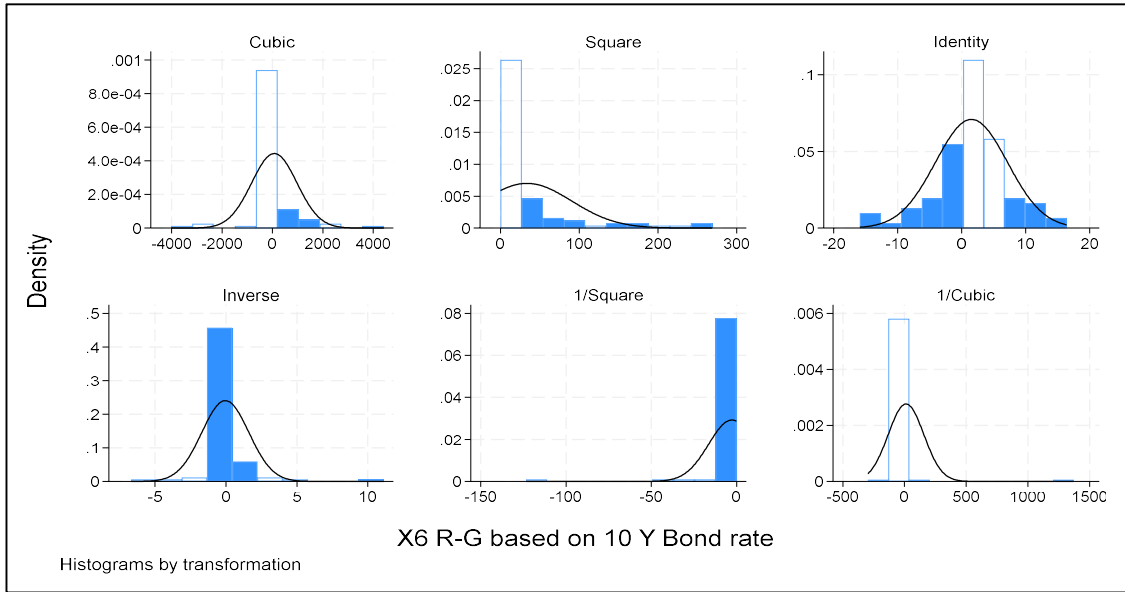 Cubic
.001
8.0e-04
6.0e-04
4.0e-04
2.0e-04
0
-4000 -2000 0 2000 4000
Square
.025
.02
.015
.01
.005
0
0 100 200 300
Identity
.1
.05
0
-20 -10 0 10 20
Inverse
.5
.4
.3
.2
.1
0
-5 0 5 10
1/Square
.08
.06
.04
.02
0
-150 -100 -50 0
1/Cubic
.006
.004
.002
0
-500 0 500 1000 1500
Density
X6 R-G based on 10 Y Bond rate
Histograms by transformation